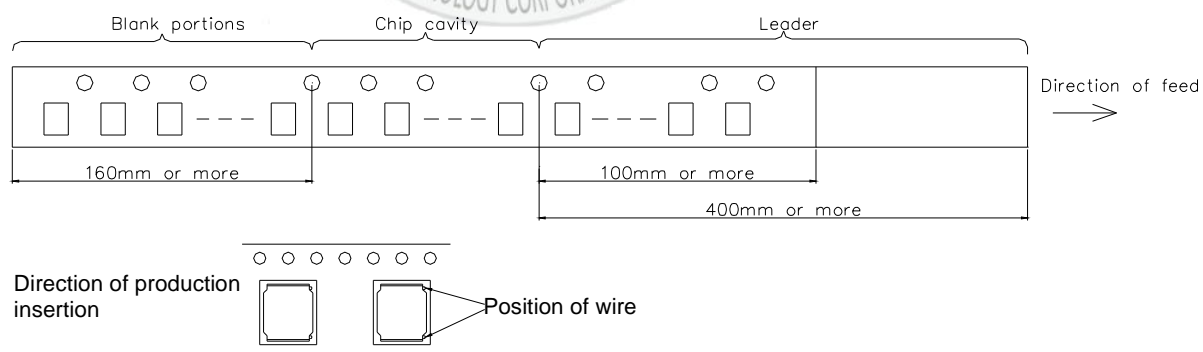 Blank portions
Chip cavity
Leader
Direction of feed
160mm or more
100mm or more
400mm or more
Direction of production
insertion
Position of wire